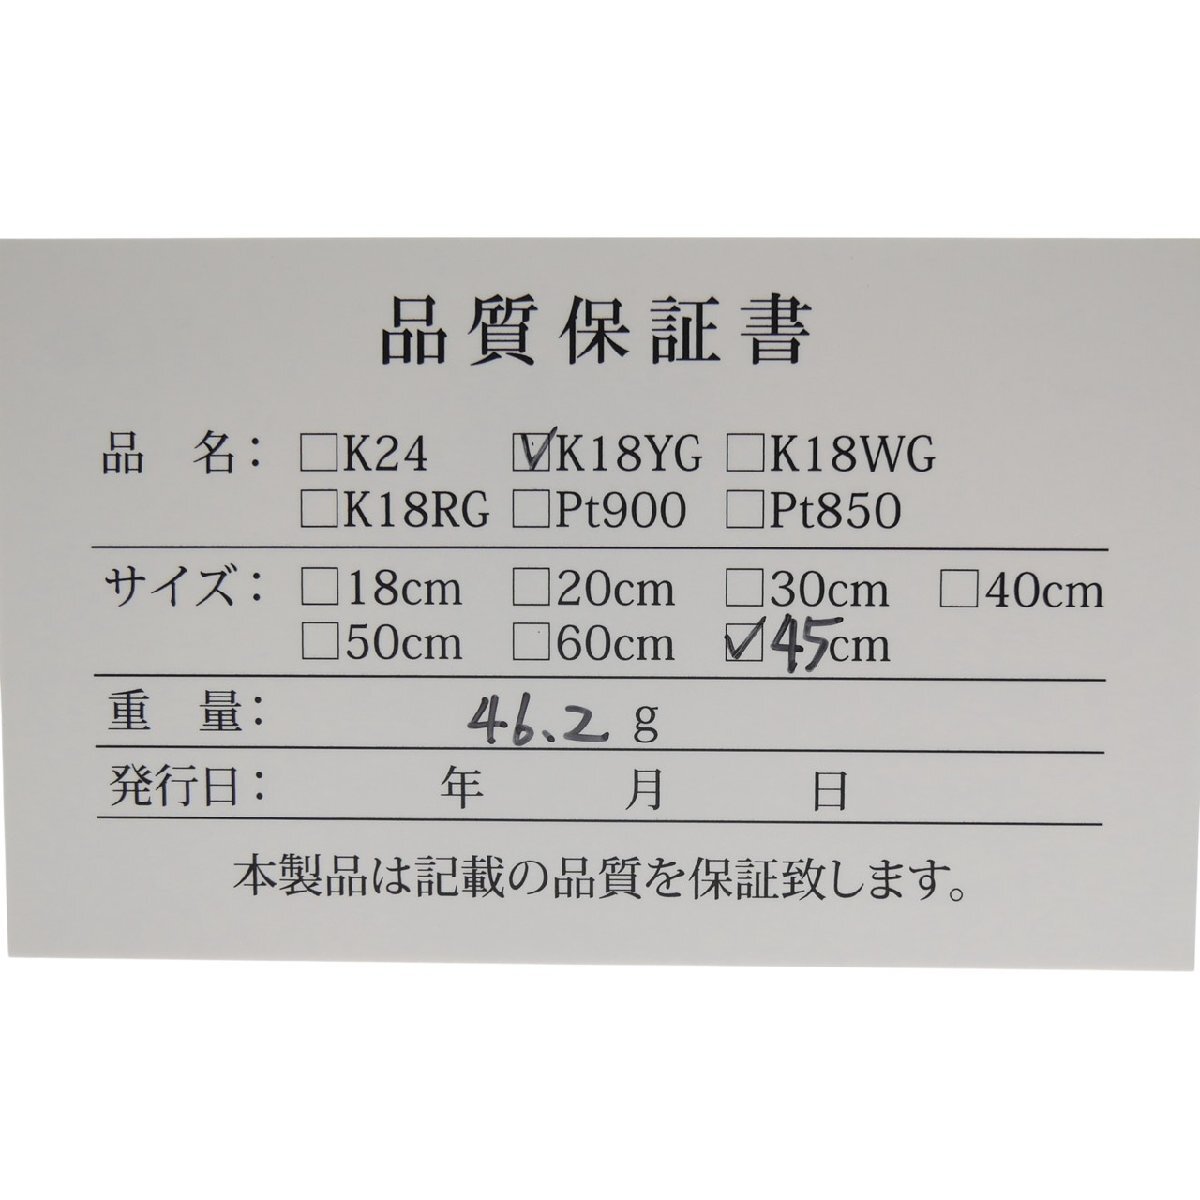 品質保証書
品 名： □K24 ☑K18YG □K18WG
□K18RG □Pt900 □Pt850
サイズ： □18cm □20cm □30cm □40cm
□50cm □60cm ☑45cm
重 量： 46.2 g
発行日： 年 月 日
本製品は記載の品質を保証致します。